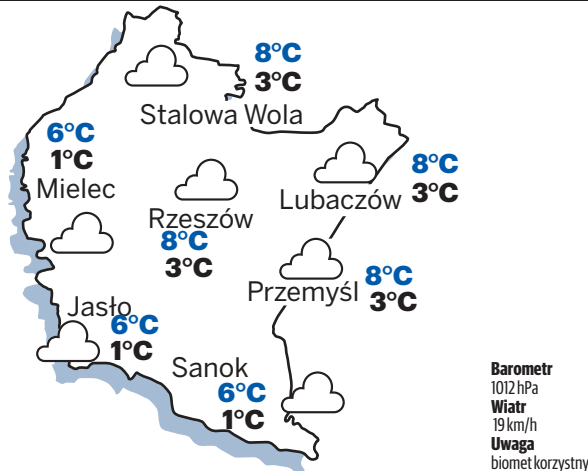 8°C
3°C
Stalowa Wola
6°C
1°C
Mielec
8°C
3°C
Lubaczów
Rzeszów
8°C
3°C
8°C
3°C
Przemyśl
Jasło
6°C
1°C
Sanok
6°C
1°C
Barometr
1012 hPa
Wiatr
19 km/h
Uwaga
biomet korzystny